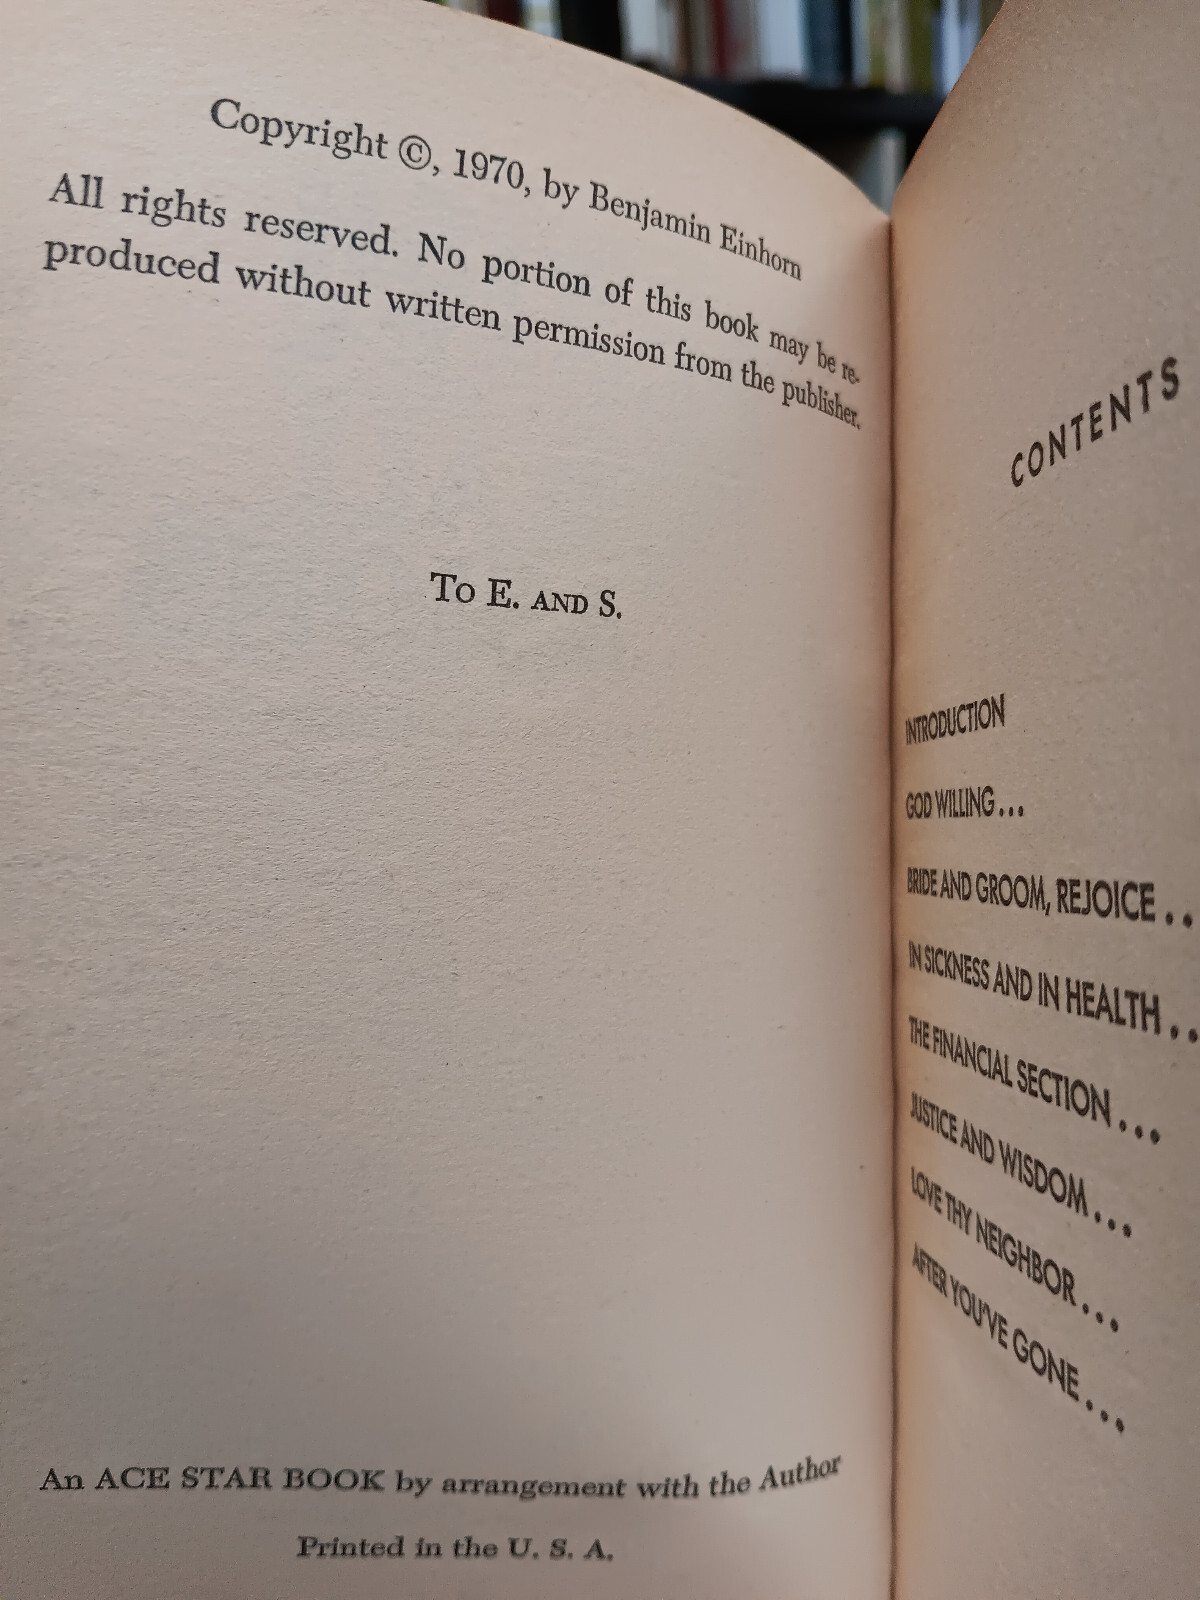 Copyright ©, 1970, by Benjamin Einhorn
All rights reserved. No portion of this book may be re-
produced without written permission from the publisher.
To E. AND S.
An ACE STAR BOOK by arrangement with the Author
Printed in the U. S. A.
CONTENTS
INTRODUCTION
GOD WILLING...
BRIDE AND GROOM, REJOICE . .
IN SICKNESS AND IN HEALTH . .
THE FINANCIAL SECTION ...
JUSTICE AND WISDOM ...
LOVE THY NEIGHBOR ...
AFTER YOU'VE GONE ...